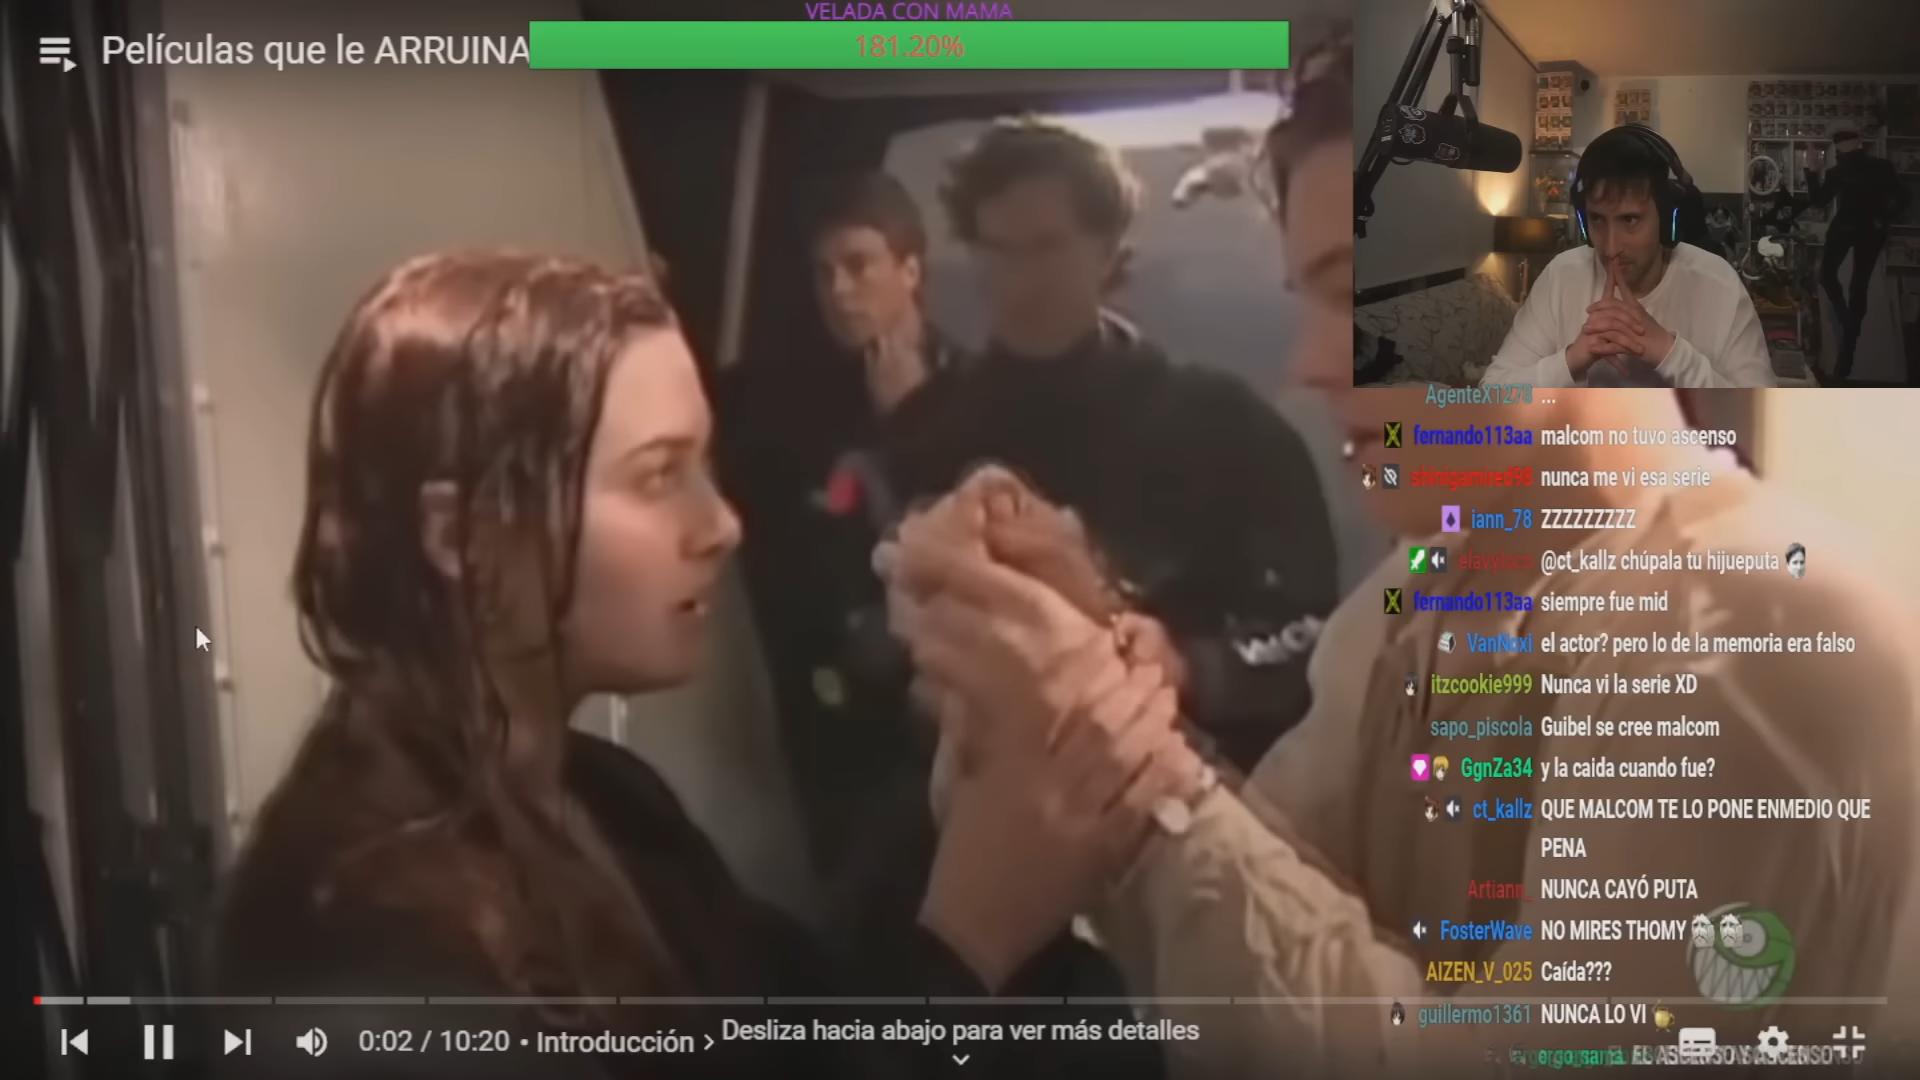 VELADA CON MAMA
181.20%
Películas que le ARRUINA
AgenteX1278 ...
fernando113aa malcom no tuvo ascenso
shinigamired98 nunca me vi esa serie
iann_78 ZZZZZZZZZ
@ct_kallz chúpala tu hijueputa
fernando113aa siempre fue mid
VanNoxi el actor? pero lo de la memoria era falso
itzcookie999 Nunca vi la serie XD
sapo_piscola Guibel se cree malcom
GgnZa34 y la caida cuando fue?
ct_kallz QUE MALCOM TE LO PONE ENMEDIO QUE
PENA
Artiann_ NUNCA CAYÓ PUTA
FosterWave NO MIRES THOMY
AIZEN_V_025 Caída???
guillermo1361 NUNCA LO VI
0:02 / 10:20 • Introducción
Desliza hacia abajo para ver más detalles